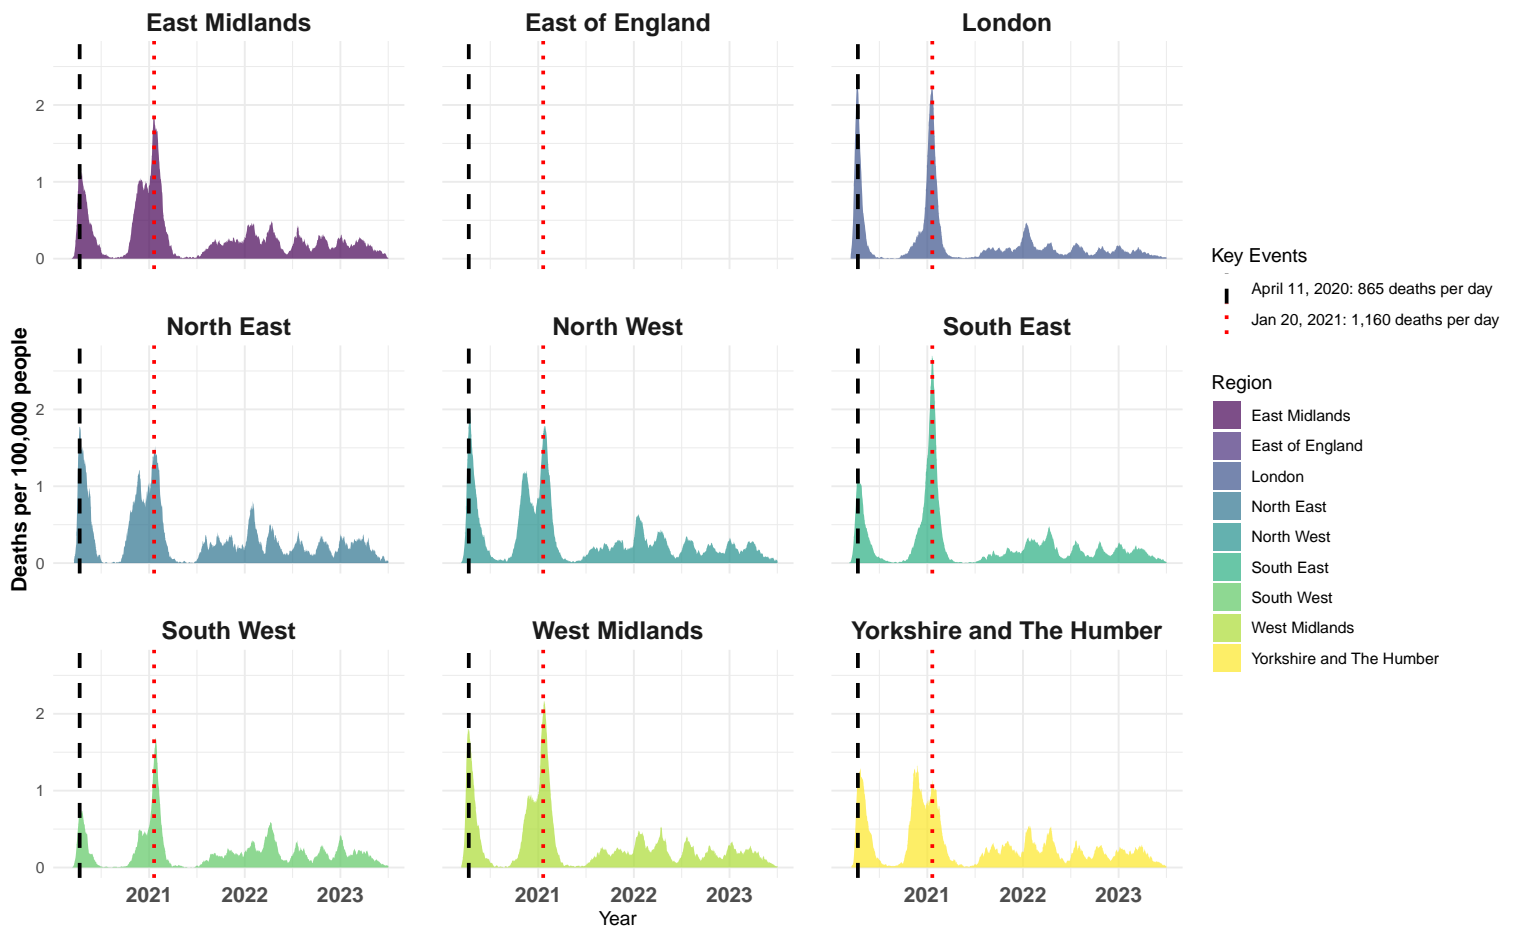 East Midlands
East of England
London
2
1
0
North East
North West
South East
2
1
0
South West
West Midlands
Yorkshire and The Humber
2
1
0
2021
2022
2023
2021
2022
2023
2021
2022
2023
Year
Deaths per 100,000 people
Key Events
April 11, 2020: 865 deaths per day
Jan 20, 2021: 1,160 deaths per day
Region
East Midlands
East of England
London
North East
North West
South East
South West
West Midlands
Yorkshire and The Humber